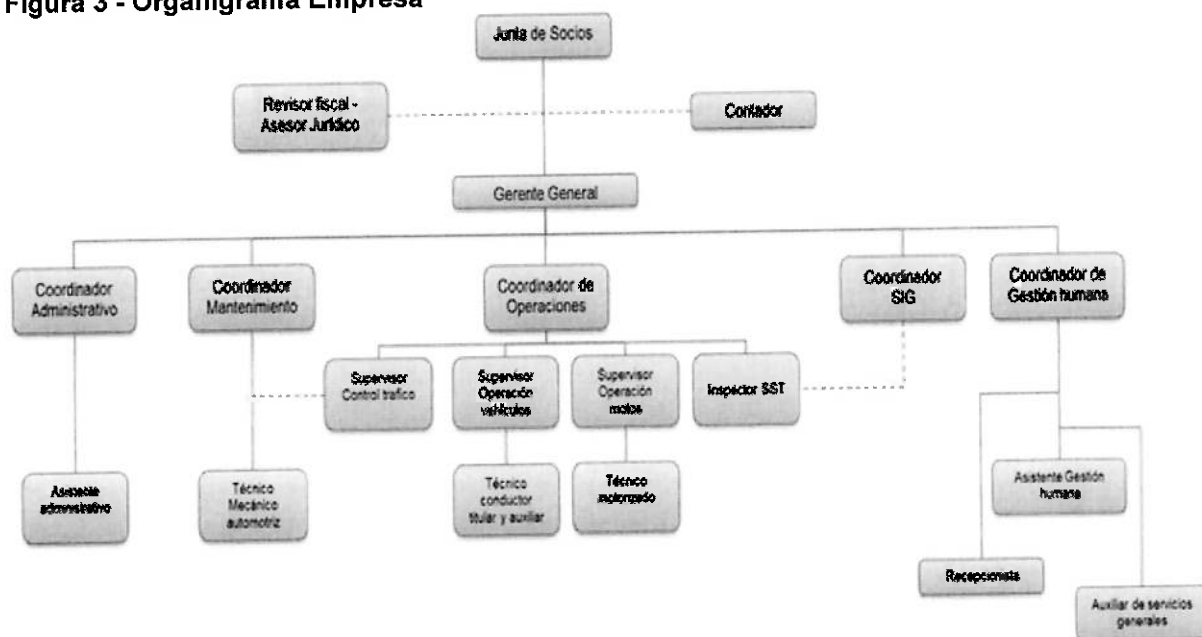 Figura 3 - Organigrama Empresa
Junta de Socios
Revisor fiscal -
Asesor Jurídico
Contador
Gerente General
Coordinador
Administrativo
Coordinador
Mantenimiento
Coordinador de
Operaciones
Coordinador
SIG
Coordinador de
Gestión humana
Supervisor
Control trafico
Supervisor
Operación
vehículos
Supervisor
Operación
motos
Inspector SST
Asistente
administrativo
Técnico
Mecánico
automotriz
Técnico
conductor
titular y auxiliar
Técnico
motorizado
Asistente Gestión
humana
Recepcionista
Auxiliar de servicios
generales